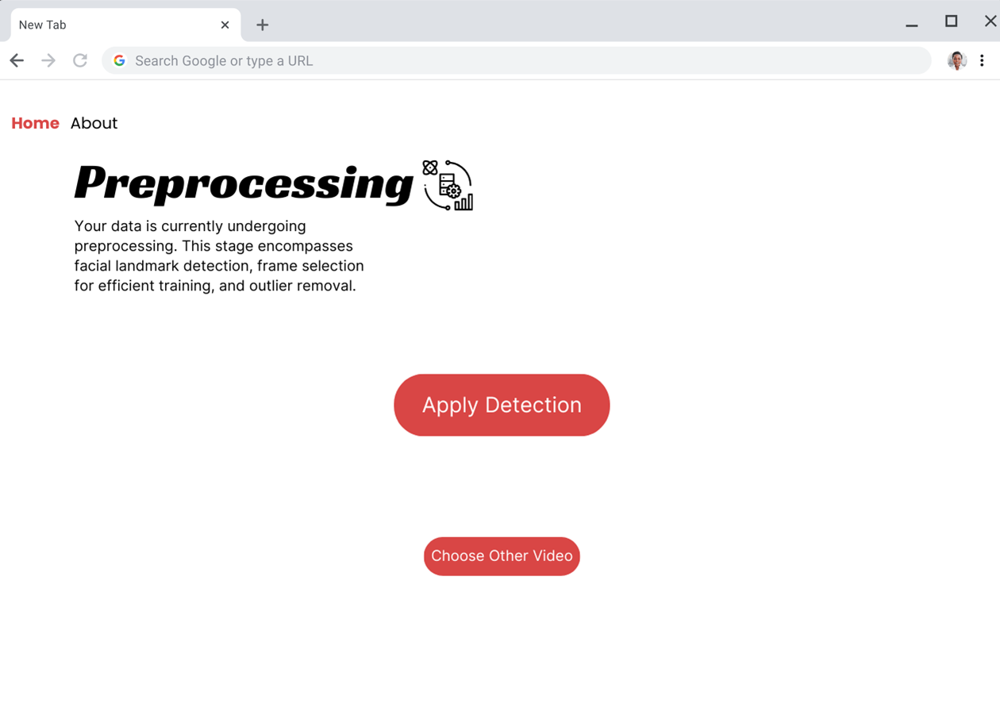 New Tab
Search Google or type a URL
Home About
Preprocessing
Your data is currently undergoing
preprocessing. This stage encompasses
facial landmark detection, frame selection
for efficient training, and outlier removal.
Apply Detection
Choose Other Video